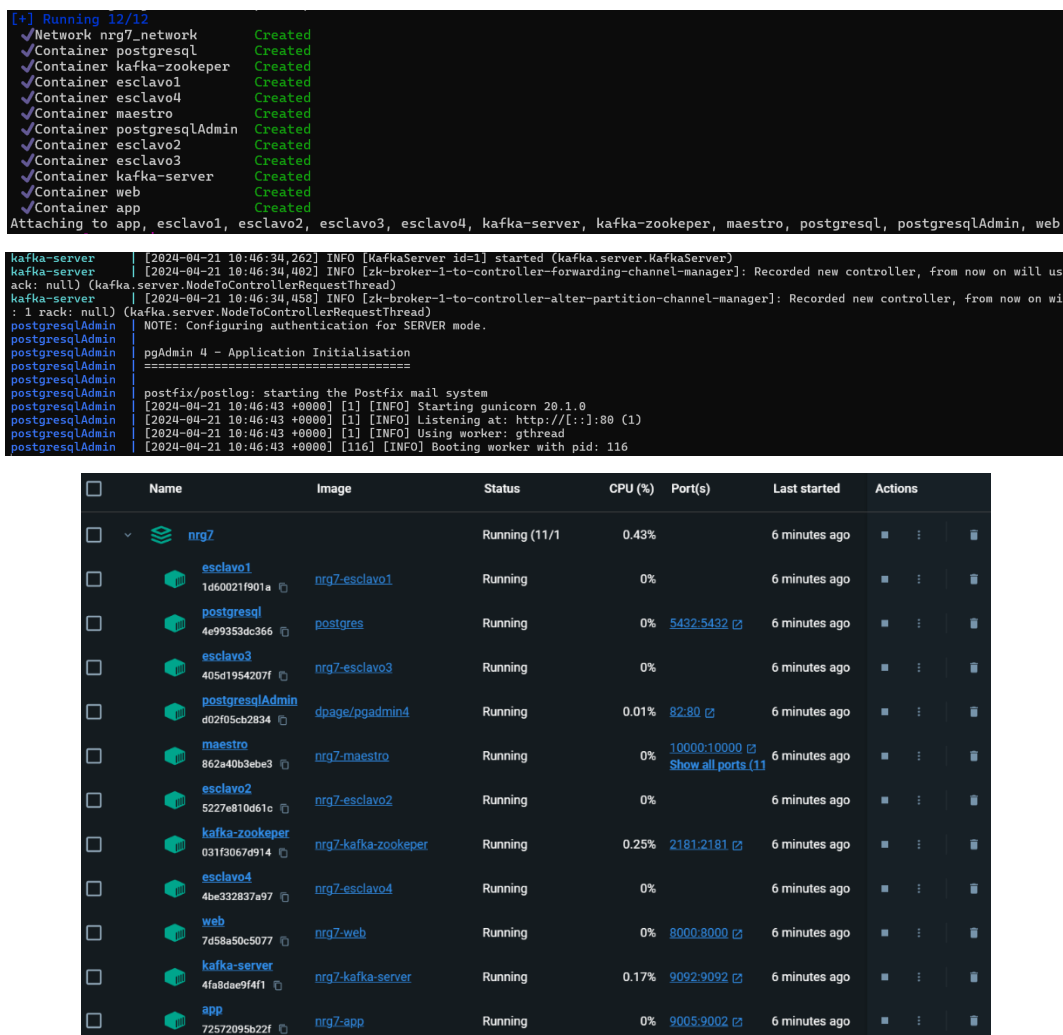 [+] Running 12/12
✔Network nrg7_network Created
✔Container postgresql Created
✔Container kafka-zookeper Created
✔Container esclavo1 Created
✔Container esclavo4 Created
✔Container maestro Created
✔Container postgresqlAdmin Created
✔Container esclavo2 Created
✔Container esclavo3 Created
✔Container kafka-server Created
✔Container web Created
✔Container app Created
Attaching to app, esclavo1, esclavo2, esclavo3, esclavo4, kafka-server, kafka-zookeper, maestro, postgresql, postgresqlAdmin, web
kafka-server | [2024-04-21 10:46:34,262] INFO [KafkaServer id=1] started (kafka.server.KafkaServer)
kafka-server | [2024-04-21 10:46:34,402] INFO [zk-broker-1-to-controller-forwarding-channel-manager]: Recorded new controller, from now on will us
ack: null) (kafka.server.NodeToControllerRequestThread)
kafka-server | [2024-04-21 10:46:34,458] INFO [zk-broker-1-to-controller-alter-partition-channel-manager]: Recorded new controller, from now on wi
: 1 rack: null) (kafka.server.NodeToControllerRequestThread)
postgresqlAdmin | NOTE: Configuring authentication for SERVER mode.
postgresqlAdmin |
postgresqlAdmin | pgAdmin 4 - Application Initialisation
postgresqlAdmin | ======================================
postgresqlAdmin |
postgresqlAdmin | postfix/postlog: starting the Postfix mail system
postgresqlAdmin | [2024-04-21 10:46:43 +0000] [1] [INFO] Starting gunicorn 20.1.0
postgresqlAdmin | [2024-04-21 10:46:43 +0000] [1] [INFO] Listening at: http://[::]:80 (1)
postgresqlAdmin | [2024-04-21 10:46:43 +0000] [1] [INFO] Using worker: gthread
postgresqlAdmin | [2024-04-21 10:46:43 +0000] [116] [INFO] Booting worker with pid: 116
Name Image Status CPU (%) Port(s) Last started Actions
nrg7 Running (11/1 0.43% 6 minutes ago
esclavo1
1d60021f901a nrg7-esclavo1 Running 0% 6 minutes ago
postgresql
4e99353dc366 postgres Running 0% 5432:5432 6 minutes ago
esclavo3
405d1954207f nrg7-esclavo3 Running 0% 6 minutes ago
postgresqlAdmin
d02f05cb2834 dpage/pgadmin4 Running 0.01% 82:80 6 minutes ago
maestro 10000:10000
862a40b3ebe3 nrg7-maestro Running 0% Show all ports (11 6 minutes ago
esclavo2
5227e810d61c nrg7-esclavo2 Running 0% 6 minutes ago
kafka-zookeper
031f3067d914 nrg7-kafka-zookeper Running 0.25% 2181:2181 6 minutes ago
esclavo4
4be332837a97 nrg7-esclavo4 Running 0% 6 minutes ago
web
7d58a50c5077 nrg7-web Running 0% 8000:8000 6 minutes ago
kafka-server
4fa8dae9f4f1 nrg7-kafka-server Running 0.17% 9092:9092 6 minutes ago
app
72572095b22f nrg7-app Running 0% 9005:9002 6 minutes ago